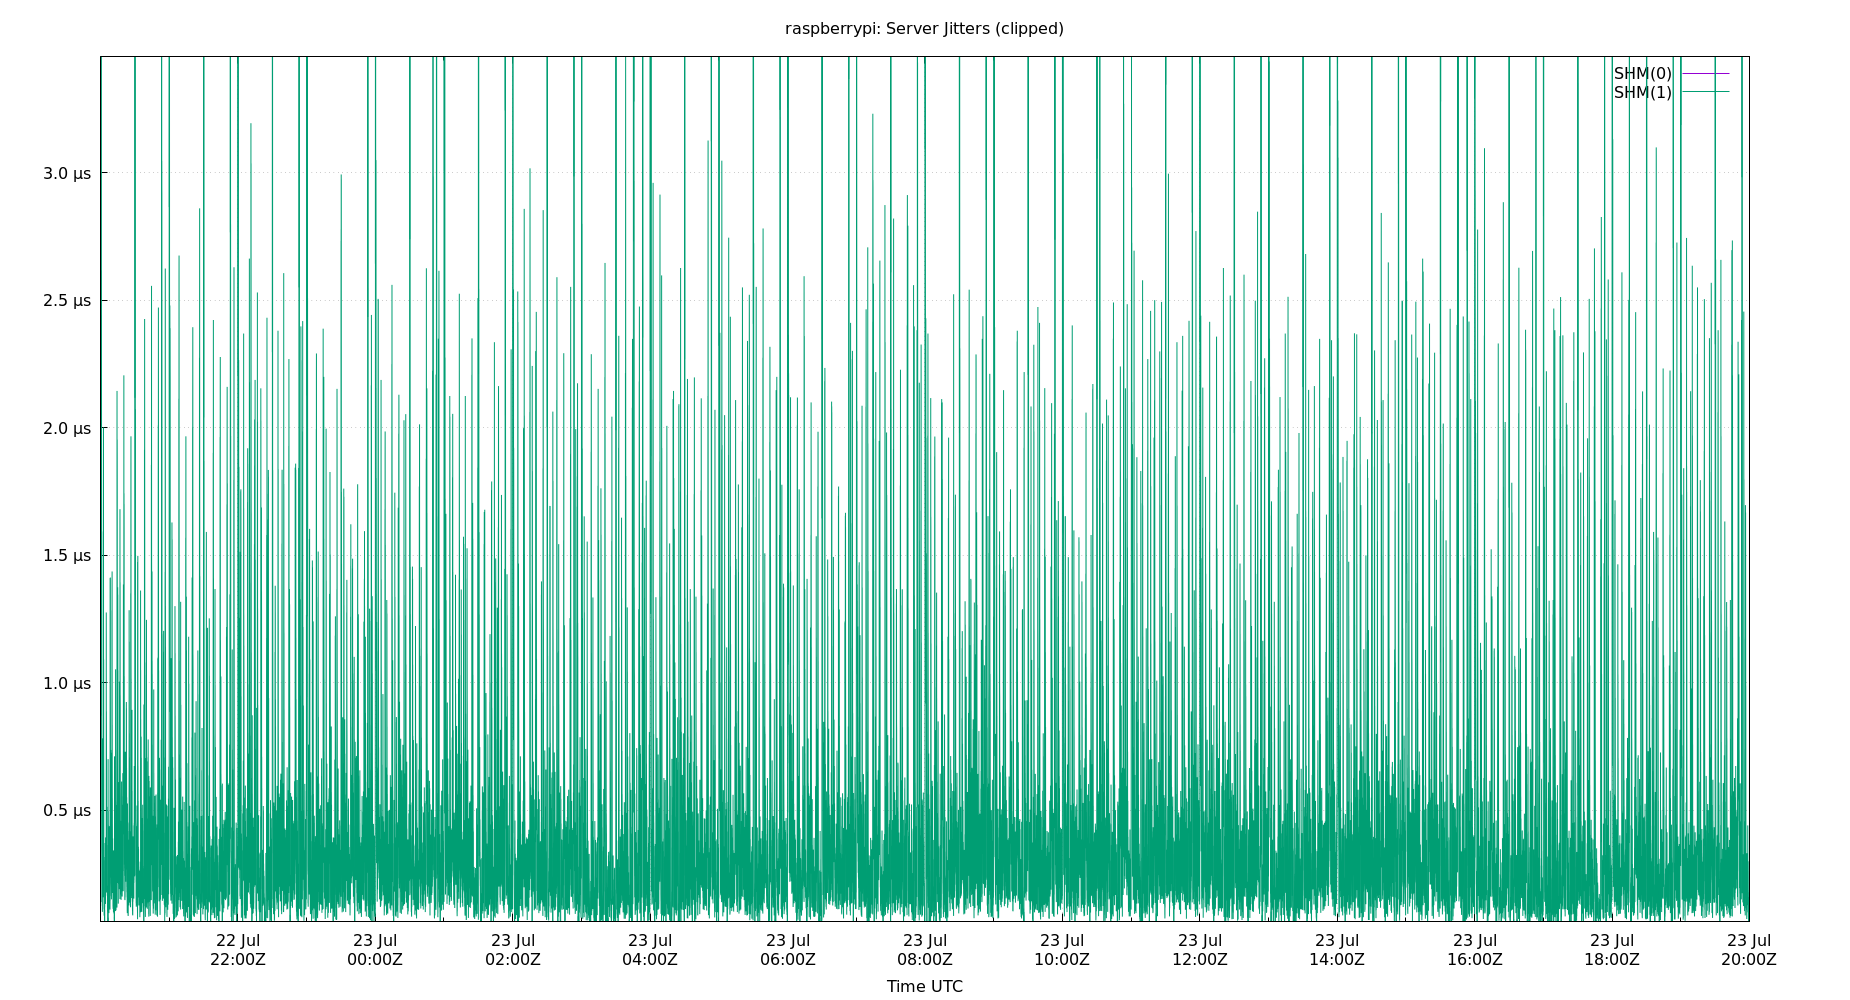 raspberrypi: Server Jitters (clipped)
SHM(0)
SHM(1)
3.0 µs
2.5 µs
2.0 µs
1.5 µs
1.0 µs
0.5 µs
22 Jul 23 Jul 23 Jul 23 Jul 23 Jul 23 Jul 23 Jul 23 Jul 23 Jul 23 Jul 23 Jul 23 Jul
22:00Z 00:00Z 02:00Z 04:00Z 06:00Z 08:00Z 10:00Z 12:00Z 14:00Z 16:00Z 18:00Z 20:00Z
Time UTC